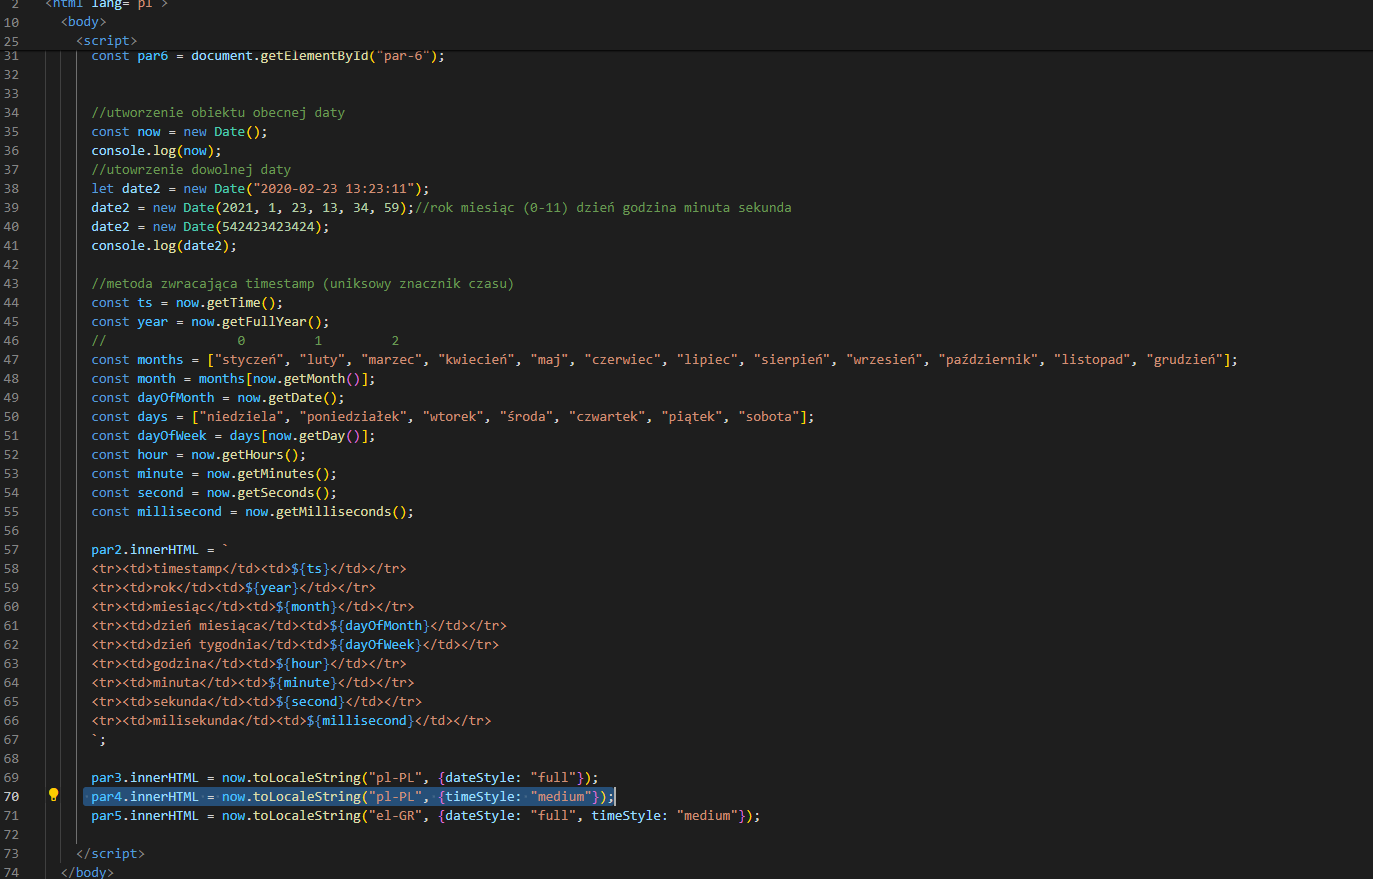 2 <html lang="pl">
10 <body>
25 <script>
31 const par6 = document.getElementById("par-6");
32
33
34 //utworzenie obiektu obecnej daty
35 const now = new Date();
36 console.log(now);
37 //utowrzenie dowolnej daty
38 let date2 = new Date("2020-02-23 13:23:11");
39 date2 = new Date(2021, 1, 23, 13, 34, 59);//rok miesiąc (0-11) dzień godzina minuta sekunda
40 date2 = new Date(542423423424);
41 console.log(date2);
42
43 //metoda zwracająca timestamp (uniksowy znacznik czasu)
44 const ts = now.getTime();
45 const year = now.getFullYear();
46 // 0 1 2
47 const months = ["styczeń", "luty", "marzec", "kwiecień", "maj", "czerwiec", "lipiec", "sierpień", "wrzesień", "październik", "listopad", "grudzień"];
48 const month = months[now.getMonth()];
49 const dayOfMonth = now.getDate();
50 const days = ["niedziela", "poniedziałek", "wtorek", "środa", "czwartek", "piątek", "sobota"];
51 const dayOfWeek = days[now.getDay()];
52 const hour = now.getHours();
53 const minute = now.getMinutes();
54 const second = now.getSeconds();
55 const millisecond = now.getMilliseconds();
56
57 par2.innerHTML = `
58 <tr><td>timestamp</td><td>${ts}</td></tr>
59 <tr><td>rok</td><td>${year}</td></tr>
60 <tr><td>miesiąc</td><td>${month}</td></tr>
61 <tr><td>dzień miesiąca</td><td>${dayOfMonth}</td></tr>
62 <tr><td>dzień tygodnia</td><td>${dayOfWeek}</td></tr>
63 <tr><td>godzina</td><td>${hour}</td></tr>
64 <tr><td>minuta</td><td>${minute}</td></tr>
65 <tr><td>sekunda</td><td>${second}</td></tr>
66 <tr><td>milisekunda</td><td>${millisecond}</td></tr>
67 `;
68
69 par3.innerHTML = now.toLocaleString("pl-PL", {dateStyle: "full"});
70 par4.innerHTML = now.toLocaleString("pl-PL", {timeStyle: "medium"});
71 par5.innerHTML = now.toLocaleString("el-GR", {dateStyle: "full", timeStyle: "medium"});
72
73 </script>
74 </body>